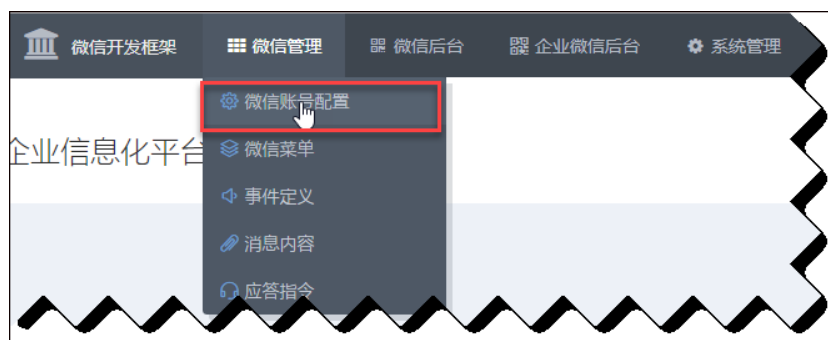 微信开发框架 微信管理 微信后台 企业微信后台 系统管理
微信账号配置
企业信息化平台
微信菜单
事件定义
消息内容
应答指令